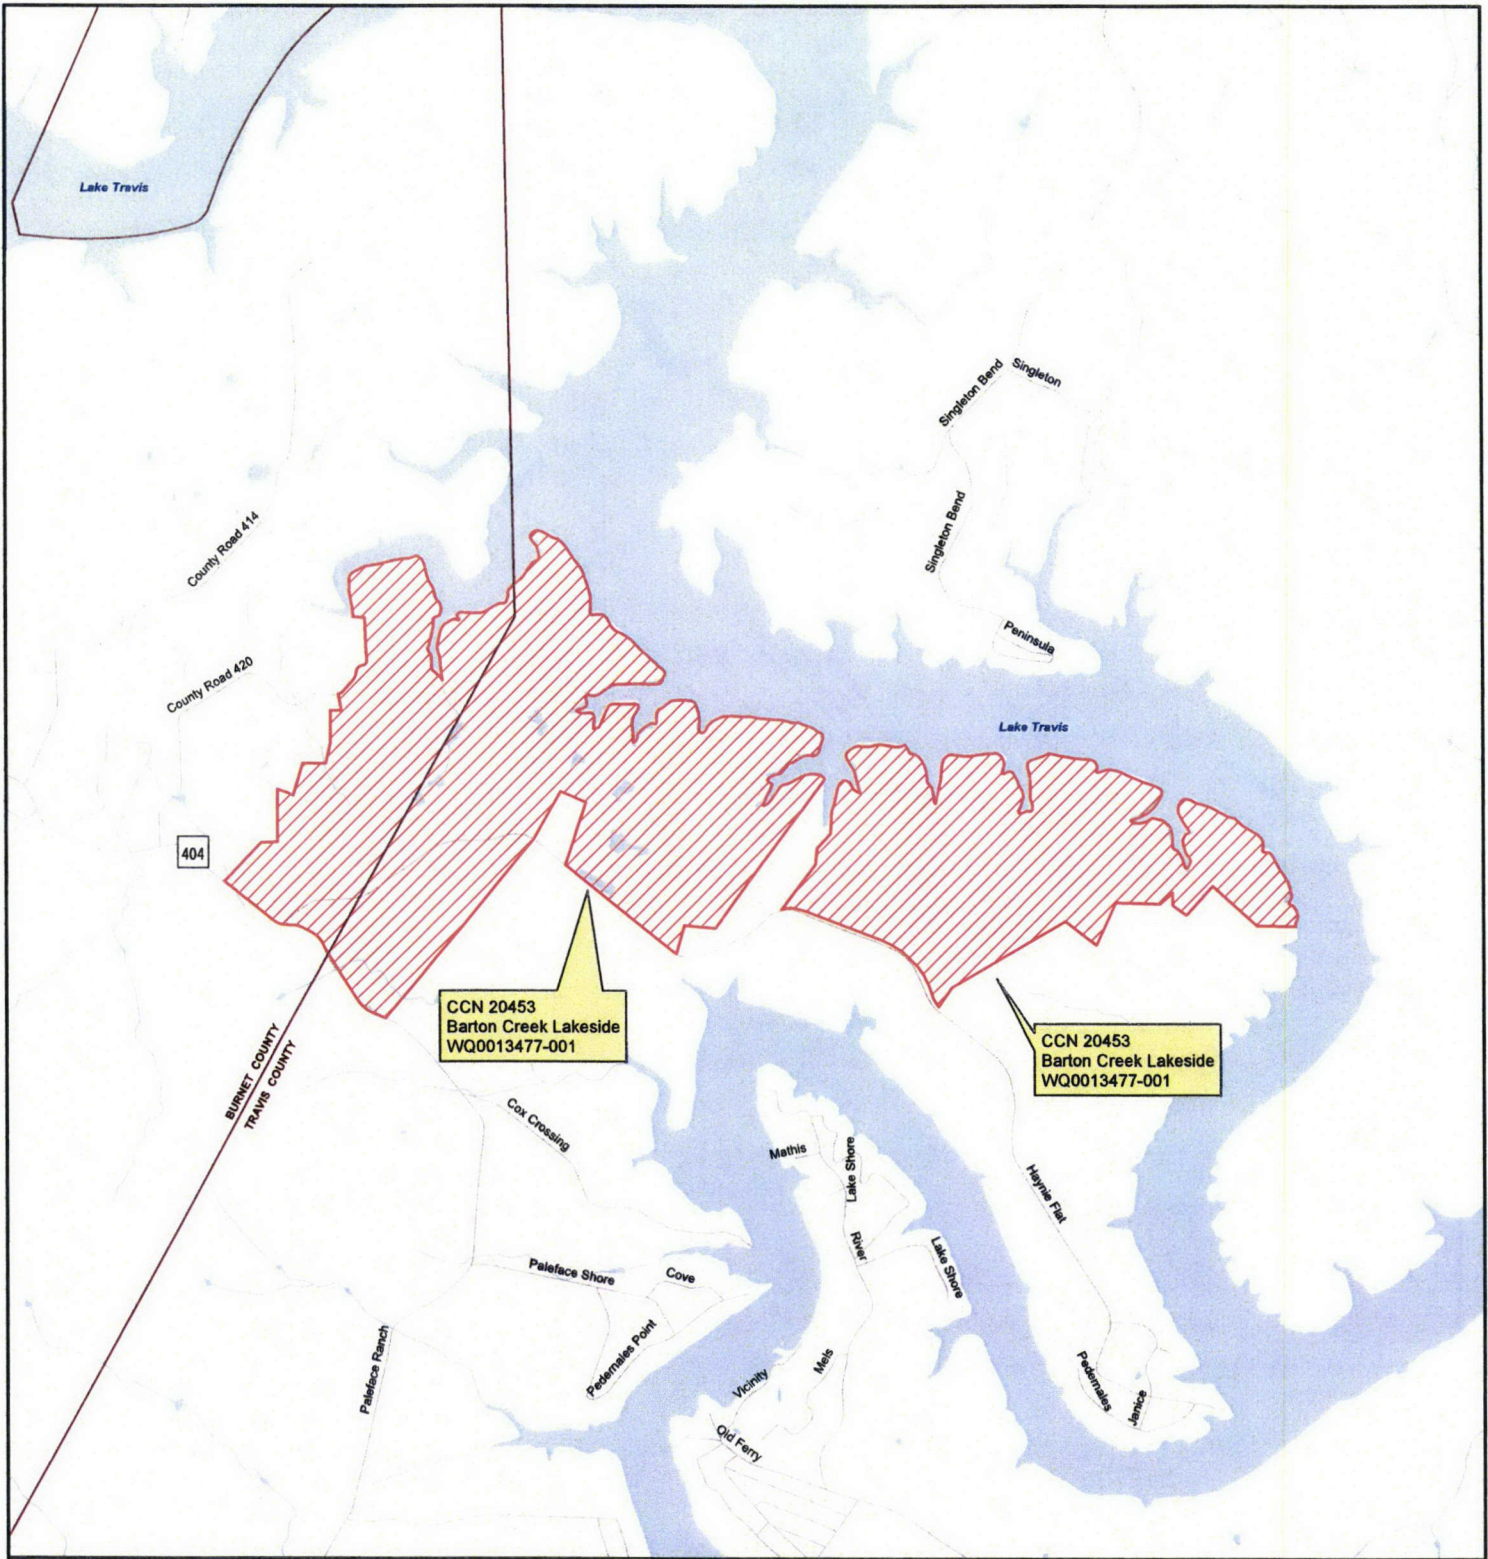 Lake Travis
Singleton Bend
Singleton
County Road 414
Singleton Bend
Peninsula
County Road 420
Lake Travis
404
CCN 20453
Barton Creek Lakeside
WQ0013477-001
CCN 20453
Barton Creek Lakeside
WQ0013477-001
BURNET COUNTY
TRAVIS COUNTY
Cox Crossing
Mathis
Lake Shore
Haynie Flat
River
Lake Shore
Paleface Shore
Cove
Pedernales Point
Paleface Ranch
Vicinity
Mels
Pedernales
Janice
Old Ferry